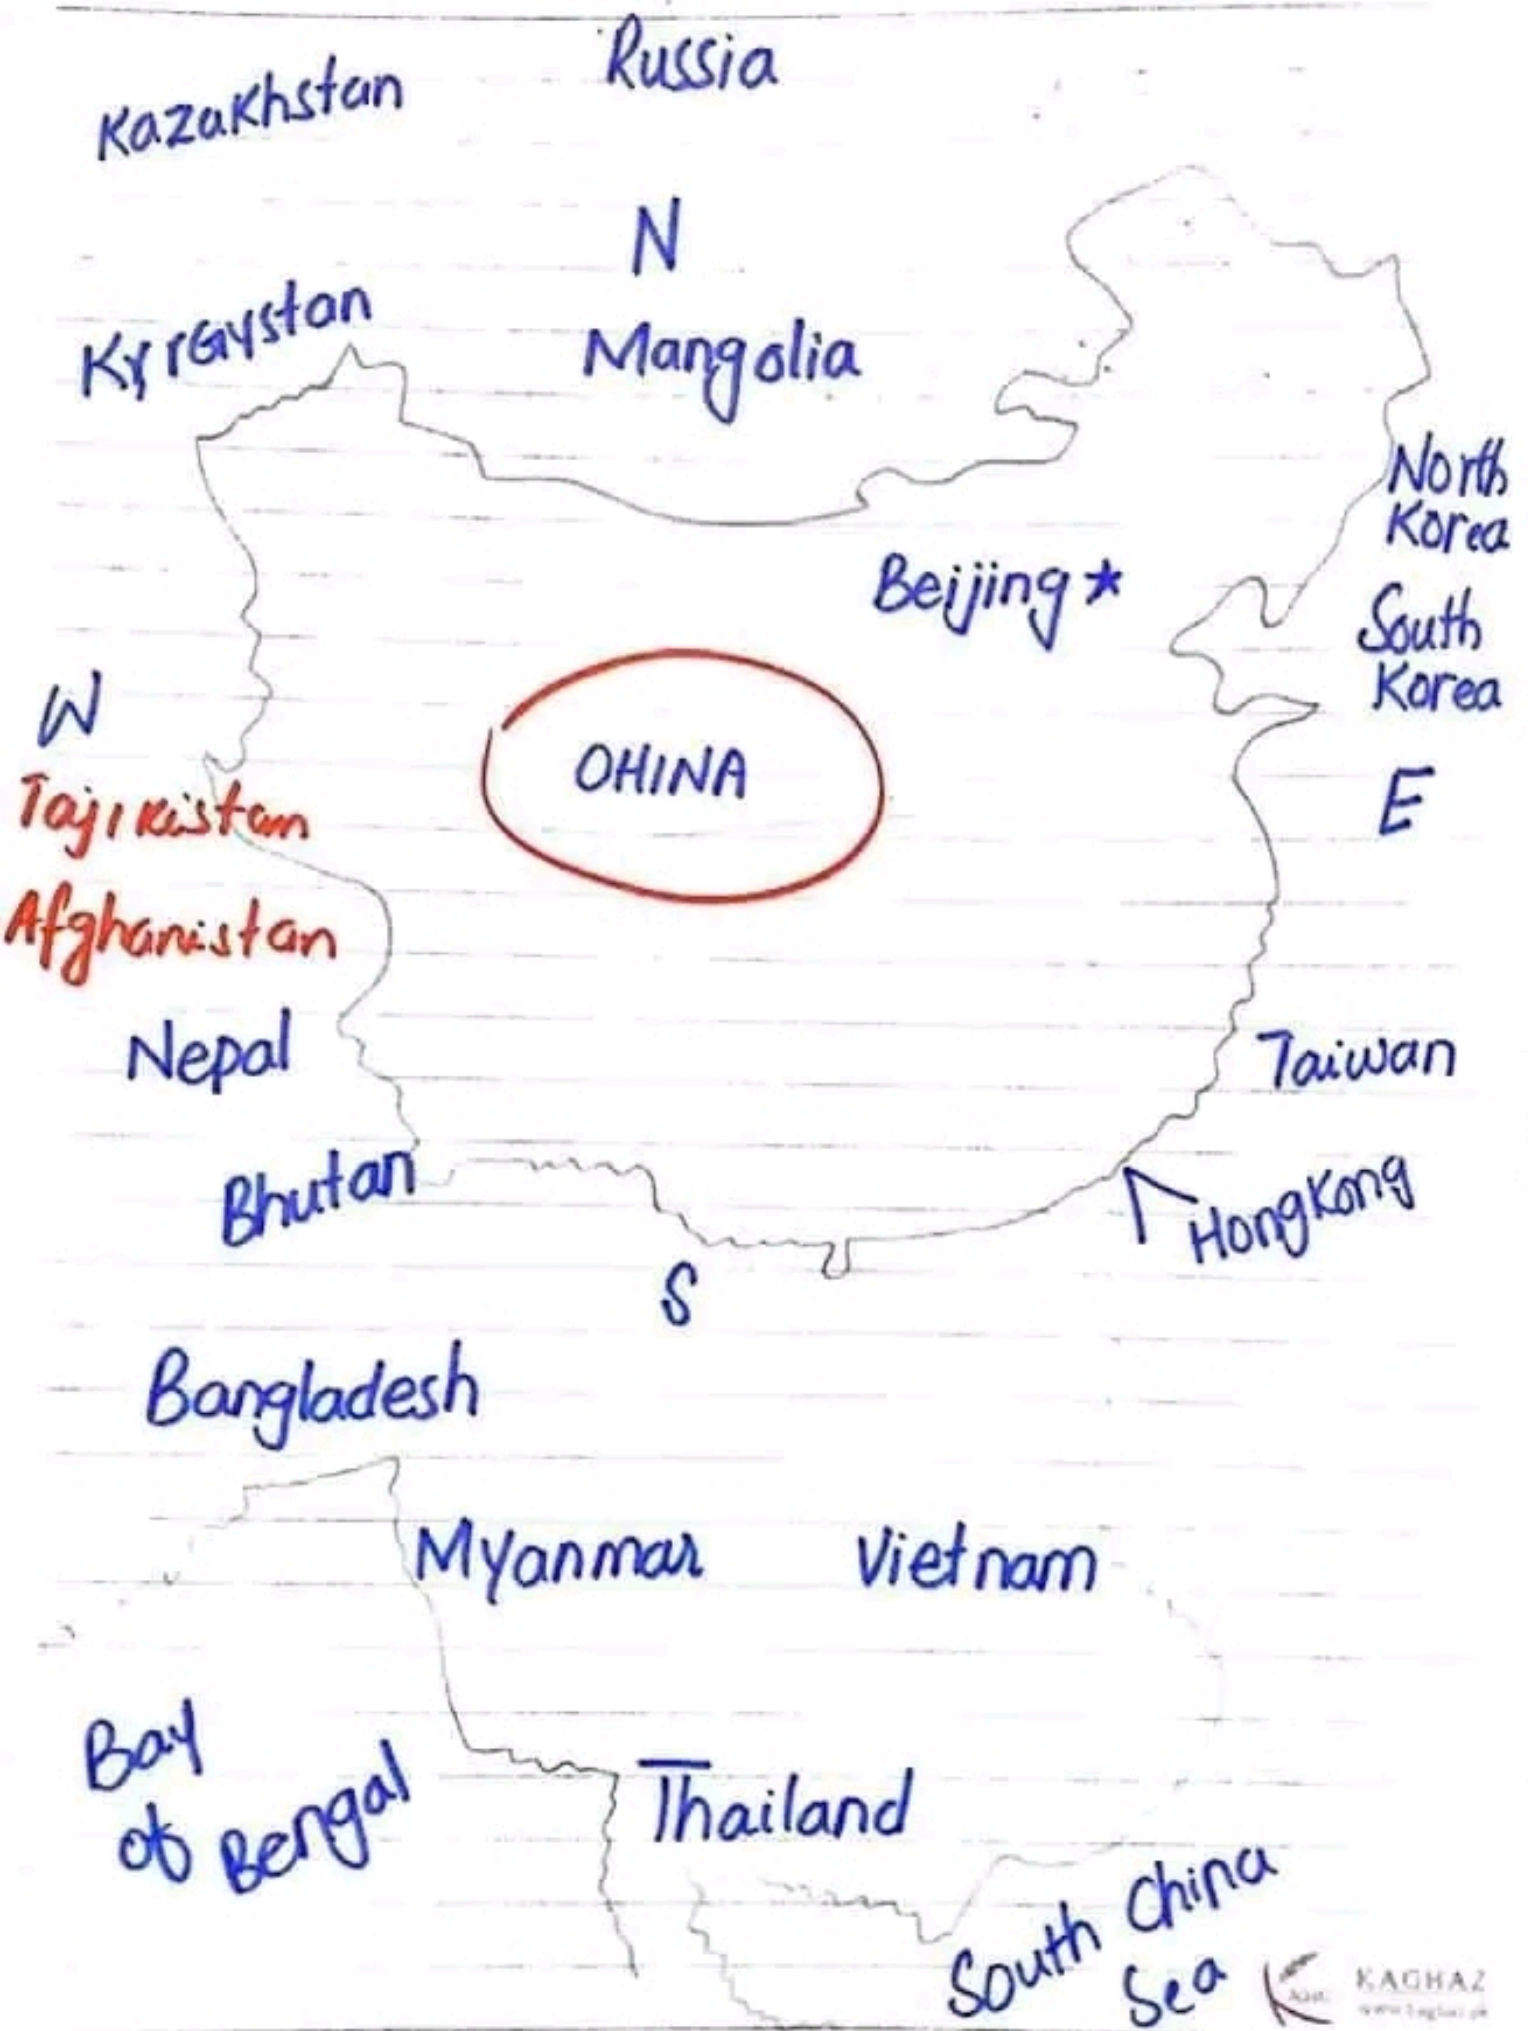 Russia
Kazakhstan
N
Kyrgystan
Mangolia
North
Korea
Beijing ★
South
Korea
W
OHINA
E
Tajikistan
Afghanistan
Nepal
Taiwan
Bhutan
HongKong
S
Bangladesh
Myanmar
Vietnam
Bay
of Bengal
Thailand
South China
Sea
KAGHAZ